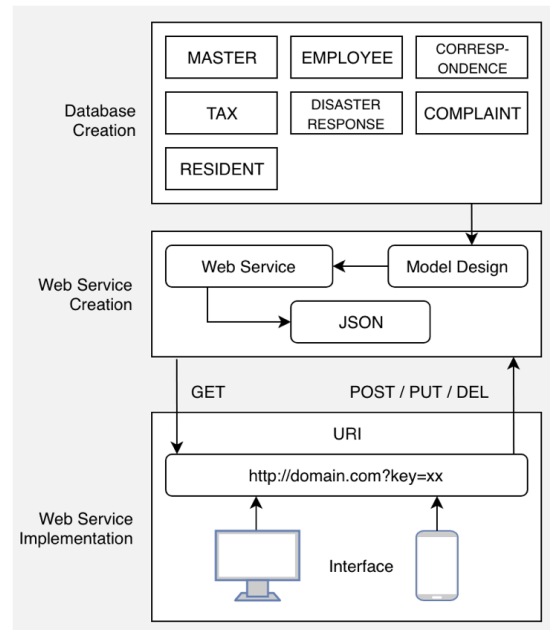 Database
Creation
MASTER
EMPLOYEE
CORRESP-
ONDENCE
TAX
DISASTER
RESPONSE
COMPLAINT
RESIDENT
Web Service
Creation
Web Service
Model Design
JSON
GET
POST / PUT / DEL
Web Service
Implementation
URI
http://domain.com?key=xx
Interface